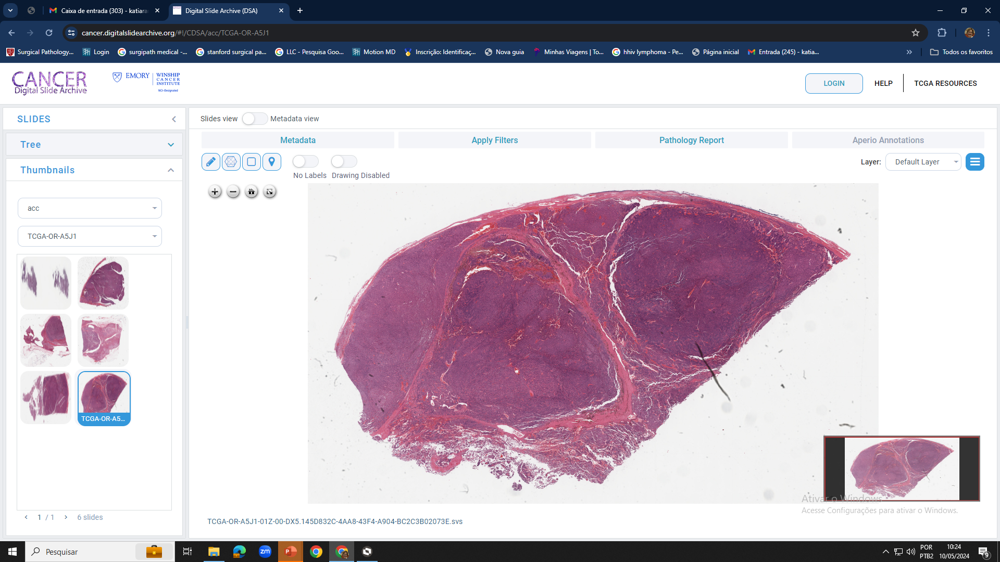 Caixa de entrada (303) - katiara
Digital Slide Archive (DSA)
cancer.digitalslidearchive.org/#!/CDSA/acc/TCGA-OR-A5J1
Surgical Pathology... Login surgipath medical -... stanford surgical pa... LLC - Pesquisa Goo... Motion MD Inscrição: Identificaç... Nova guia Minhas Viagens | To... hhiv lymphoma - Pe... Página inicial Entrada (245) - katia... » Todos os favoritos
CANCER
Digital Slide Archive
EMORY
WINSHIP
CANCER
INSTITUTE
NCI-Designated
LOGIN
HELP
TCGA RESOURCES
SLIDES
Slides view Metadata view
Tree
Metadata
Apply Filters
Pathology Report
Aperio Annotations
Thumbnails
No Labels
Drawing Disabled
Layer:
Default Layer
acc
TCGA-OR-A5J1
TCGA-OR-A5...
1 / 1
6 slides
TCGA-OR-A5J1-01Z-00-DX5.145D832C-4AA8-43F4-A904-BC2C3B02073E.svs
Ativar o Windows
Acesse Configurações para ativar o Windows.
Pesquisar
zm
POR
PTB2
10:24
10/05/2024
9